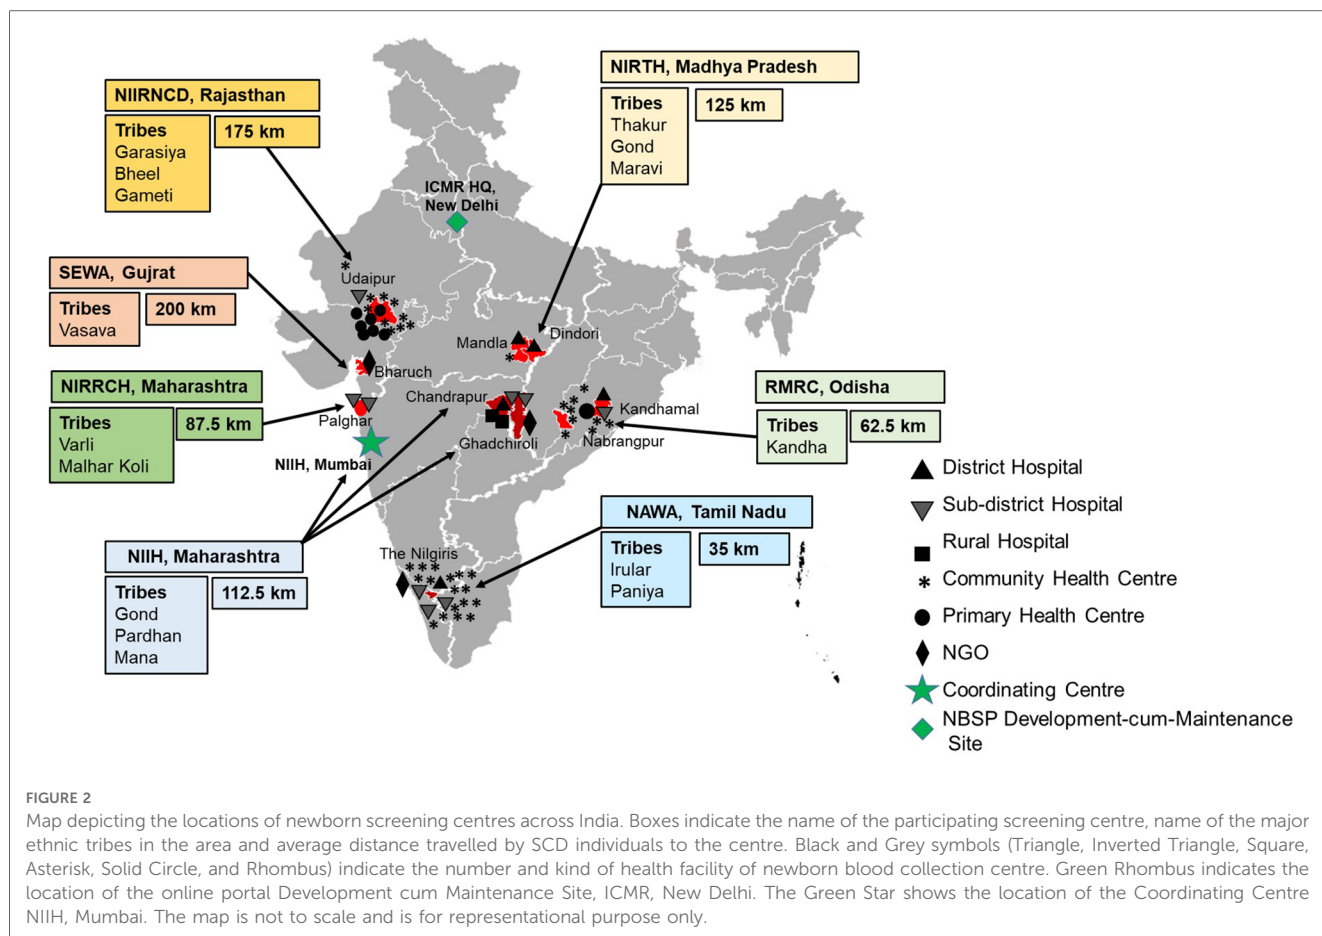 NIIRNCD, Rajasthan
Tribes
Garasiya
Bheel
Gameti
175 km
NIRTH, Madhya Pradesh
Tribes
Thakur
Gond
Maravi
125 km
ICMR HQ,
New Delhi
SEWA, Gujrat
Tribes
Vasava
200 km
Udaipur
Mandla
Dindori
Bharuch
NIRRCH, Maharashtra
Tribes
Varli
Malhar Koli
87.5 km
Chandrapur
Palghar
Ghadchiroli
Kandhamal
Nabrangpur
RMRC, Odisha
Tribes
Kandha
62.5 km
NIIH, Mumbai
NIIH, Maharashtra
Tribes
Gond
Pardhan
Mana
112.5 km
The Nilgiris
NAWA, Tamil Nadu
Tribes
Irular
Paniya
35 km
District Hospital
Sub-district Hospital
Rural Hospital
Community Health Centre
Primary Health Centre
NGO
Coordinating Centre
NBSP Development-cum-Maintenance
Site
FIGURE 2
Map depicting the locations of newborn screening centres across India. Boxes indicate the name of the participating screening centre, name of the major
ethnic tribes in the area and average distance travelled by SCD individuals to the centre. Black and Grey symbols (Triangle, Inverted Triangle, Square,
Asterisk, Solid Circle, and Rhombus) indicate the number and kind of health facility of newborn blood collection centre. Green Rhombus indicates the
location of the online portal Development cum Maintenance Site, ICMR, New Delhi. The Green Star shows the location of the Coordinating Centre
NIIH, Mumbai. The map is not to scale and is for representational purpose only.